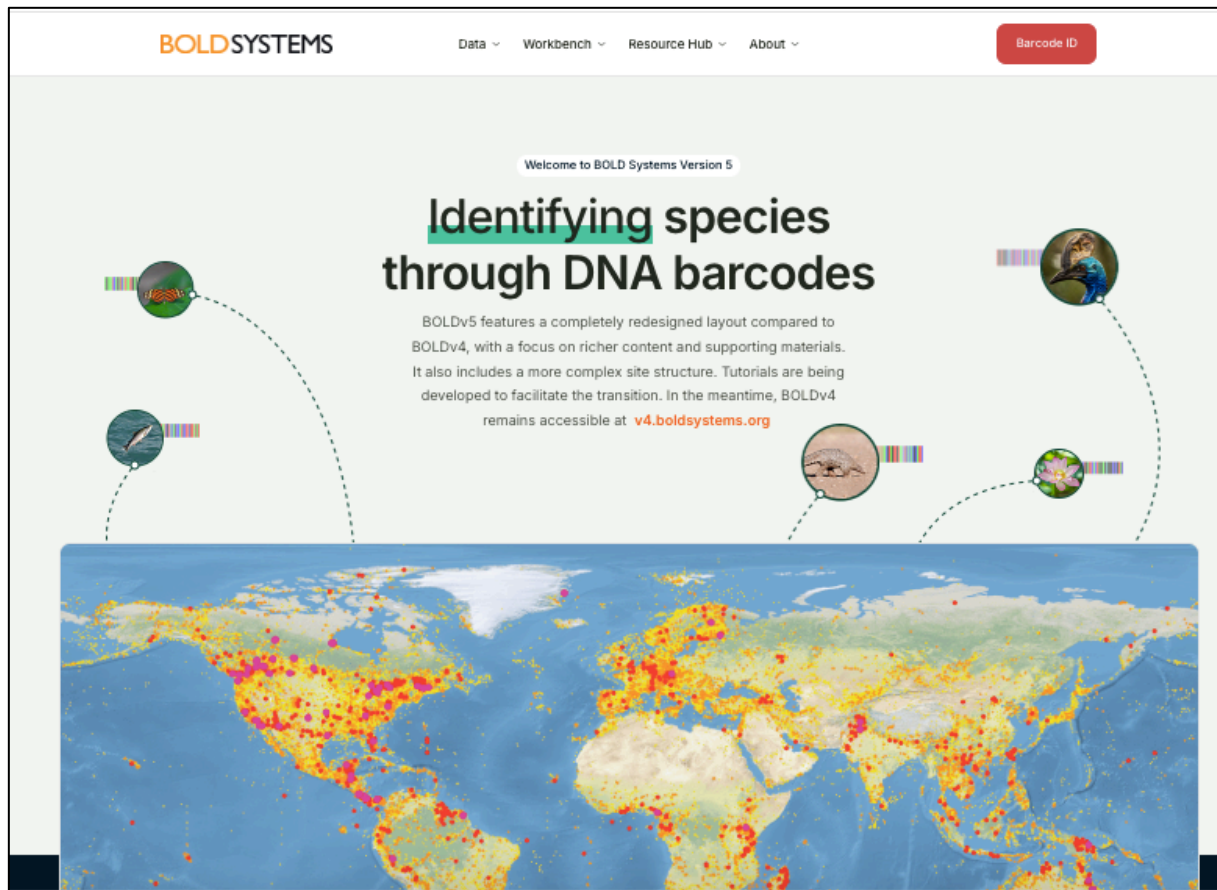 BOLDSYSTEMS
Data
Workbench
Resource Hub
About
Barcode ID
Welcome to BOLD Systems Version 5
Identifying species
through DNA barcodes
BOLDv5 features a completely redesigned layout compared to
BOLDv4, with a focus on richer content and supporting materials.
It also includes a more complex site structure. Tutorials are being
developed to facilitate the transition. In the meantime, BOLDv4
remains accessible at v4.boldsystems.org